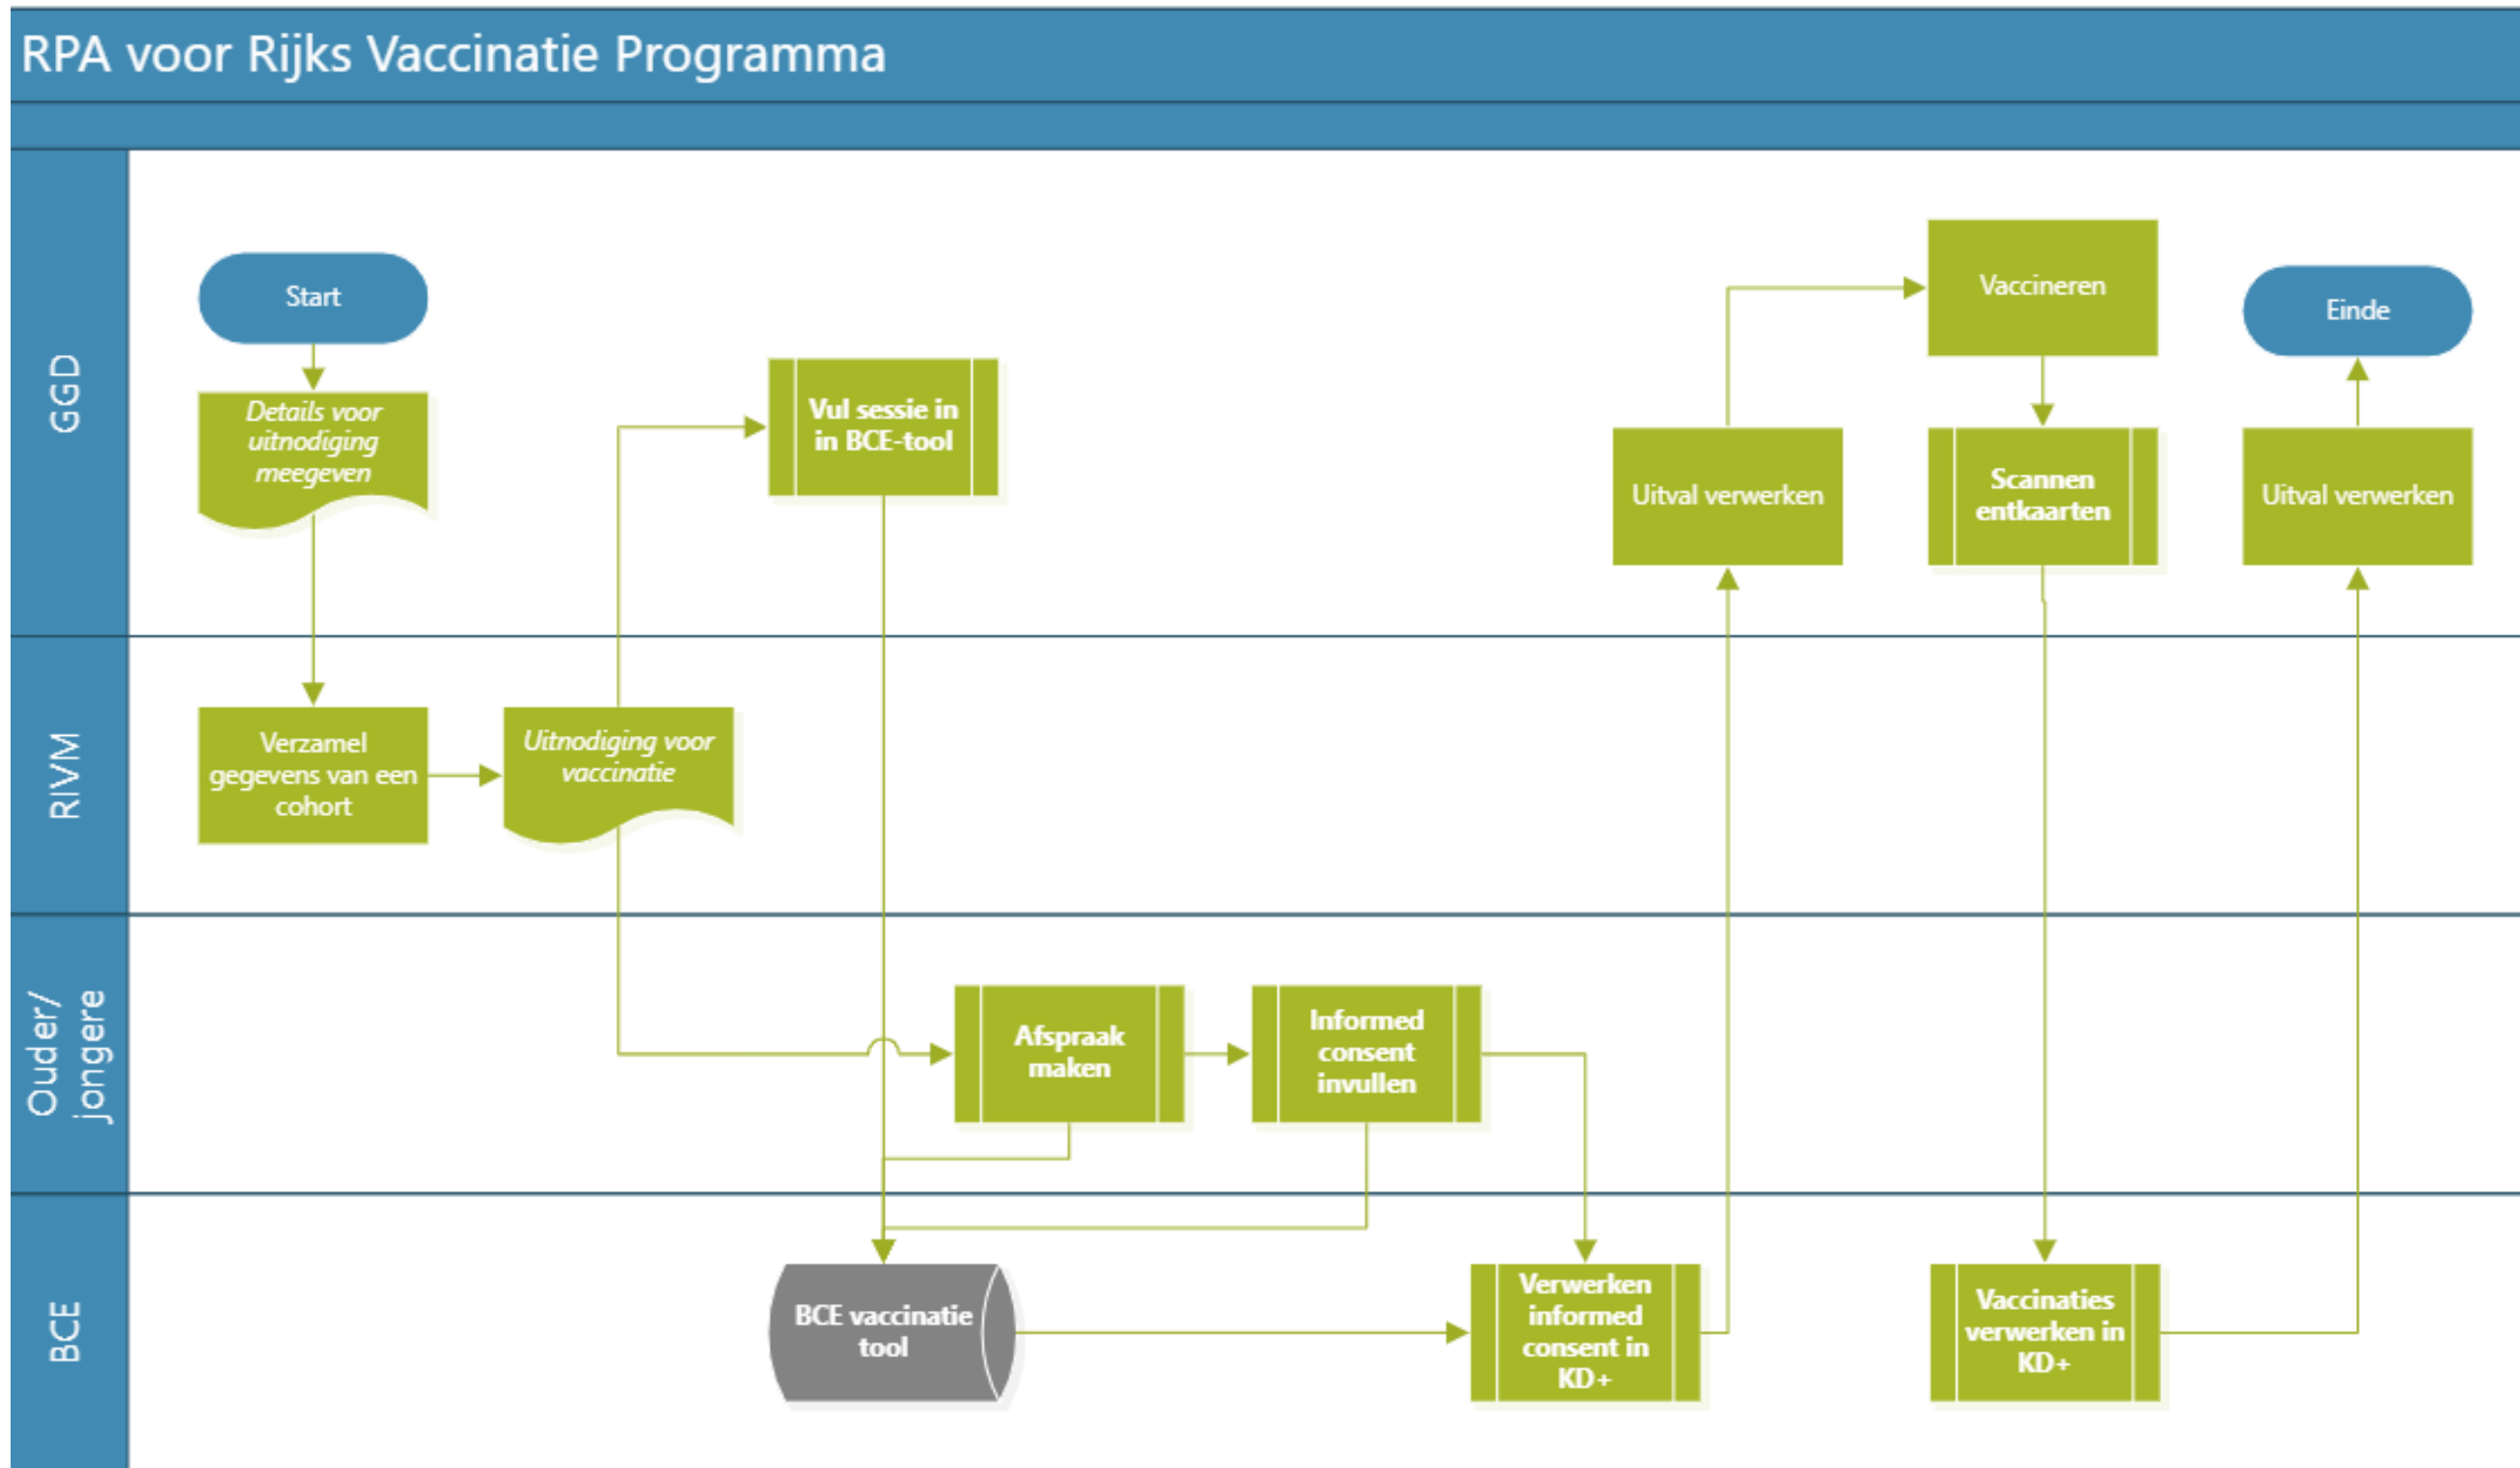 RPA voor Rijks Vaccinatie Programma
GGD
Start
Details voor
uitnodiging
meegeven
Vul sessie in
in BCE-tool
Uitval verwerken
Vaccineren
Scannen
entkaarten
Einde
Uitval verwerken
RIVM
Verzamel
gegevens van een
cohort
Uitnodiging voor
vaccinatie
Ouder/
jongere
Afspraak
maken
Informed
consent
invullen
BCE
BCE vaccinatie
tool
Verwerken
informed
consent in
KD+
Vaccinaties
verwerken in
KD+